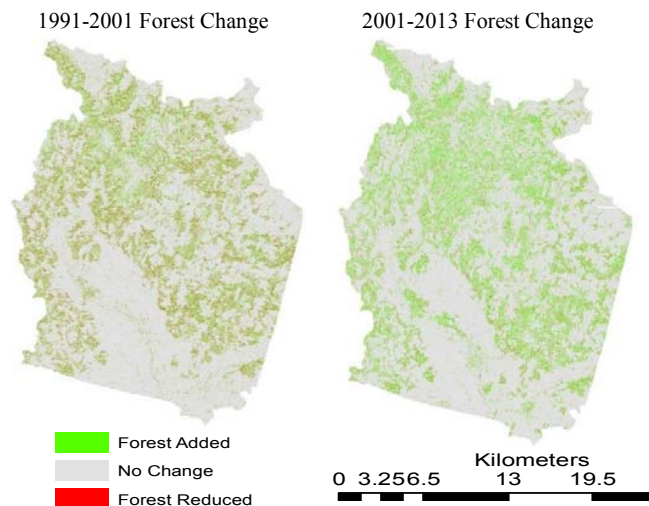 1991-2001 Forest Change
2001-2013 Forest Change
Forest Added
No Change
Forest Reduced
Kilometers
0 3.256.5 13 19.5